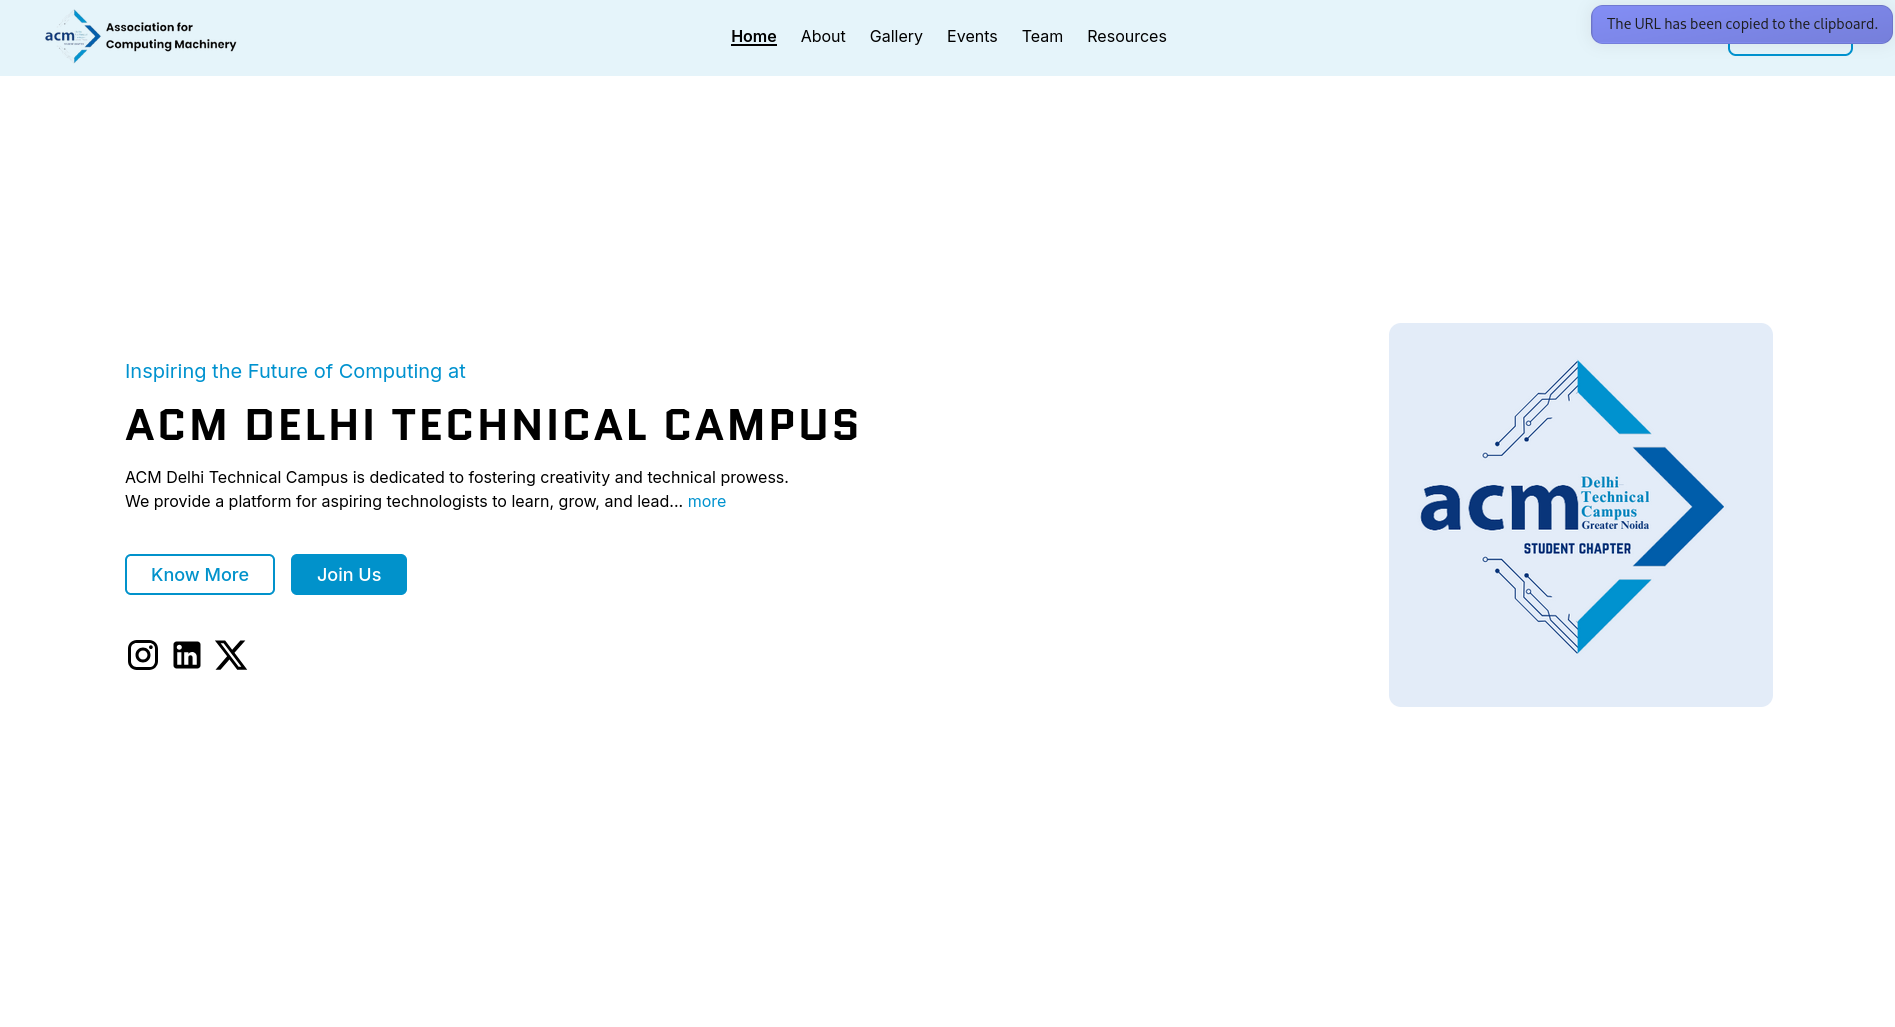 acm
Association for
Computing Machinery
Home About Gallery Events Team Resources
The URL has been copied to the clipboard.
Inspiring the Future of Computing at
ACM DELHI TECHNICAL CAMPUS
ACM Delhi Technical Campus is dedicated to fostering creativity and technical prowess.
We provide a platform for aspiring technologists to learn, grow, and lead... more
Know More Join Us
acm
Delhi
Technical
Campus
Greater Noida
STUDENT CHAPTER